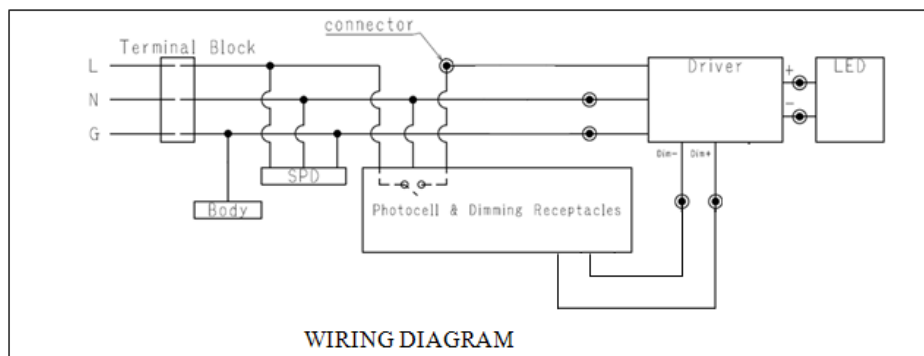 connector
Terminal Block
L
N
G
Driver
LED
+
-
Dim- Dim+
SPD
Body
Photocell & Dimming Receptacles
WIRING DIAGRAM